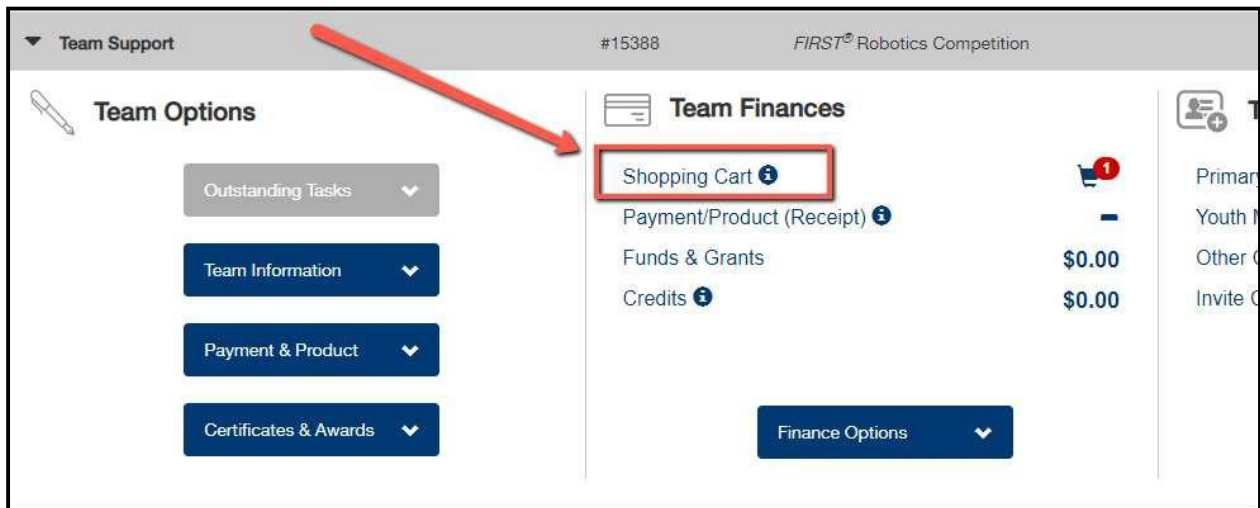 Team Support #15388 FIRST® Robotics Competition
Team Options
Outstanding Tasks
Team Information
Payment & Product
Certificates & Awards
Team Finances
Shopping Cart
1
Payment/Product (Receipt)
Funds & Grants $0.00
Credits $0.00
Finance Options
Primary
Youth
Other
Invite